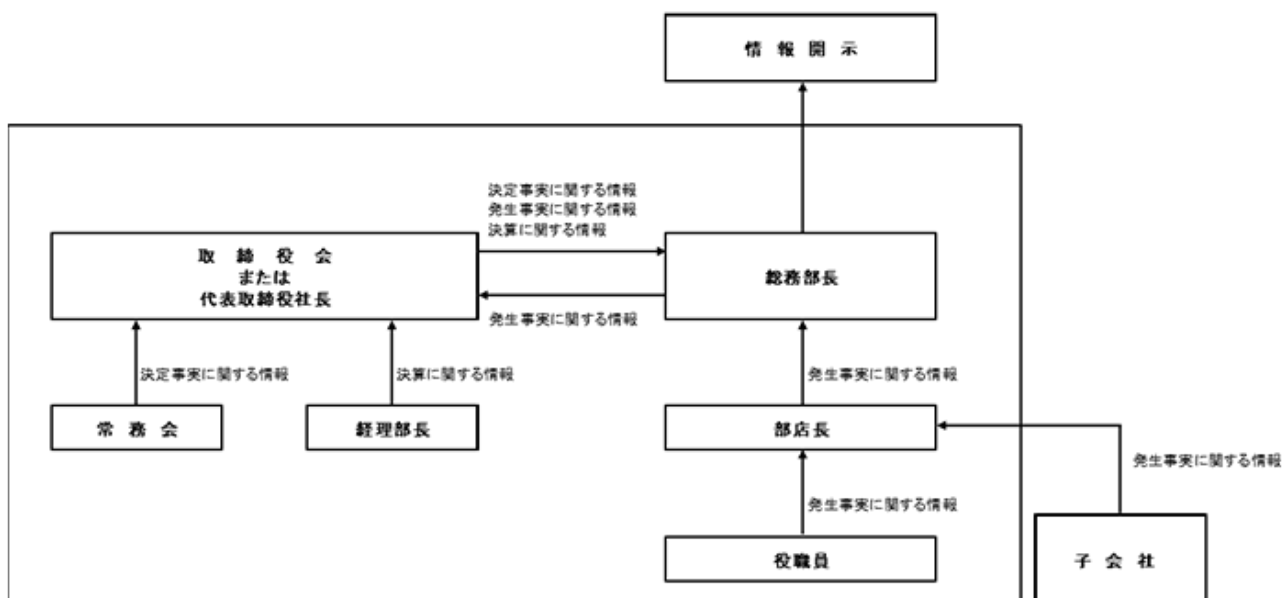 情報開示
決定事実に関する情報
発生事実に関する情報
決算に関する情報
取締役会
または
代表取締役社長
総務部長
発生事実に関する情報
決定事実に関する情報
決算に関する情報
発生事実に関する情報
常務会
経理部長
部店長
発生事実に関する情報
発生事実に関する情報
役職員
子会社